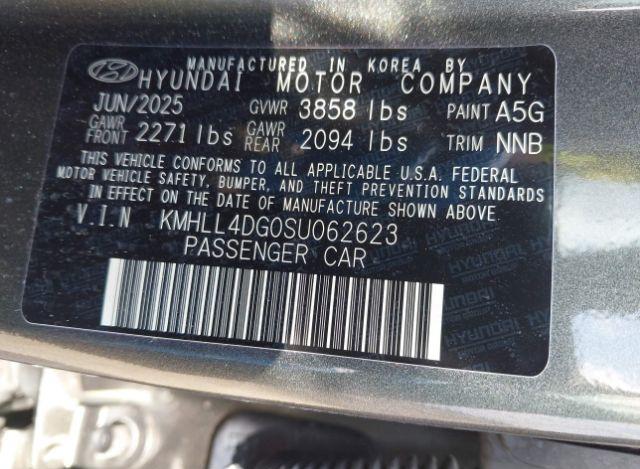 MANUFACTURED IN KOREA BY
HYUNDAI MOTOR COMPANY
JUN/2025 GVWR 3858 lbs PAINT A5G
GAWR FRONT 2271 lbs GAWR REAR 2094 lbs TRIM NNB
THIS VEHICLE CONFORMS TO ALL APPLICABLE U.S.A. FEDERAL
MOTOR VEHICLE SAFETY, BUMPER, AND THEFT PREVENTION STANDARDS
IN EFFECT ON THE DATE OF MANUFACTURE SHOWN ABOVE.
V.I.N KMHLL4DG0SU062623
PASSENGER CAR